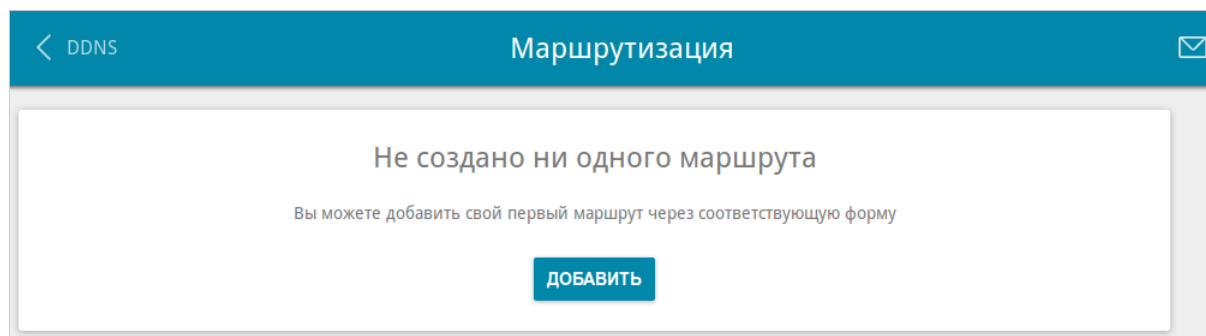 DDNS
Маршрутизация
Не создано ни одного маршрута
Вы можете добавить свой первый маршрут через соответствующую форму
ДОБАВИТЬ